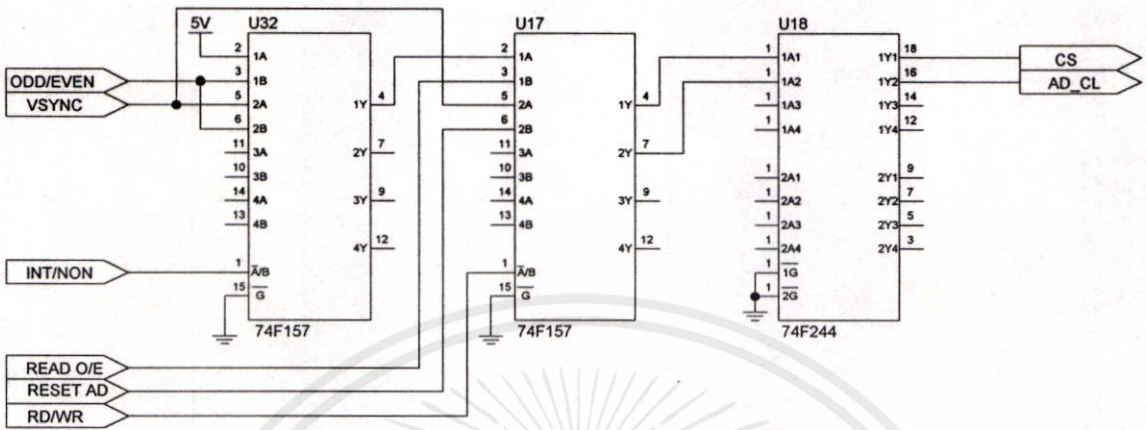 5V
U32
U17
U18
ODD/EVEN
VSYNC
INT/NON
READ O/E
RESET AD
RD/WR
2 1A
3 1B
5 2A
6 2B
11 3A
10 3B
14 4A
13 4B
1 A/B
15 G
1Y 4
2Y 7
3Y 9
4Y 12
74F157
2 1A
3 1B
5 2A
6 2B
11 3A
10 3B
14 4A
13 4B
1 A/B
15 G
1Y 4
2Y 7
3Y 9
4Y 12
74F157
1 1A1
1 1A2
1 1A3
1 1A4
1 2A1
1 2A2
1 2A3
1 2A4
1 1G
1 2G
1Y1 18
1Y2 16
1Y3 14
1Y4 12
2Y1 9
2Y2 7
2Y3 5
2Y4 3
74F244
CS
AD_CL